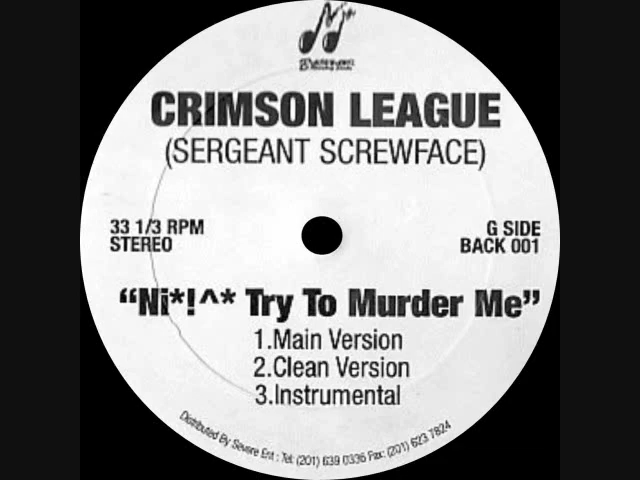 CRIMSON LEAGUE
(SERGEANT SCREWFACE)
33 1/3 RPM
STEREO
G SIDE
BACK 001
“Ni*!^* Try To Murder Me”
1.Main Version
2.Clean Version
3.Instrumental
Distributed By Severe Ent : Tel: (201) 639 0336 Fax: (201) 623 7824